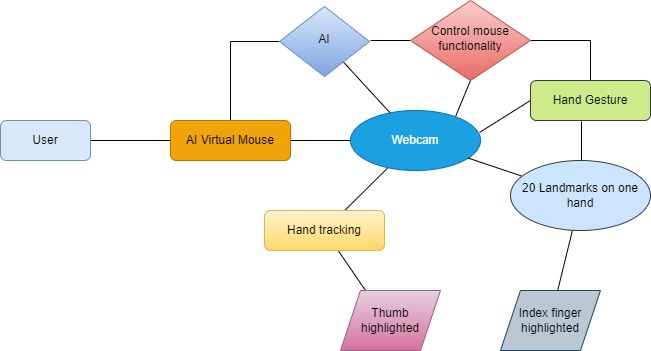 AI
Control mouse
functionality
Hand Gesture
User
AI Virtual Mouse
Webcam
20 Landmarks on one
hand
Hand tracking
Thumb
highlighted
Index finger
highlighted